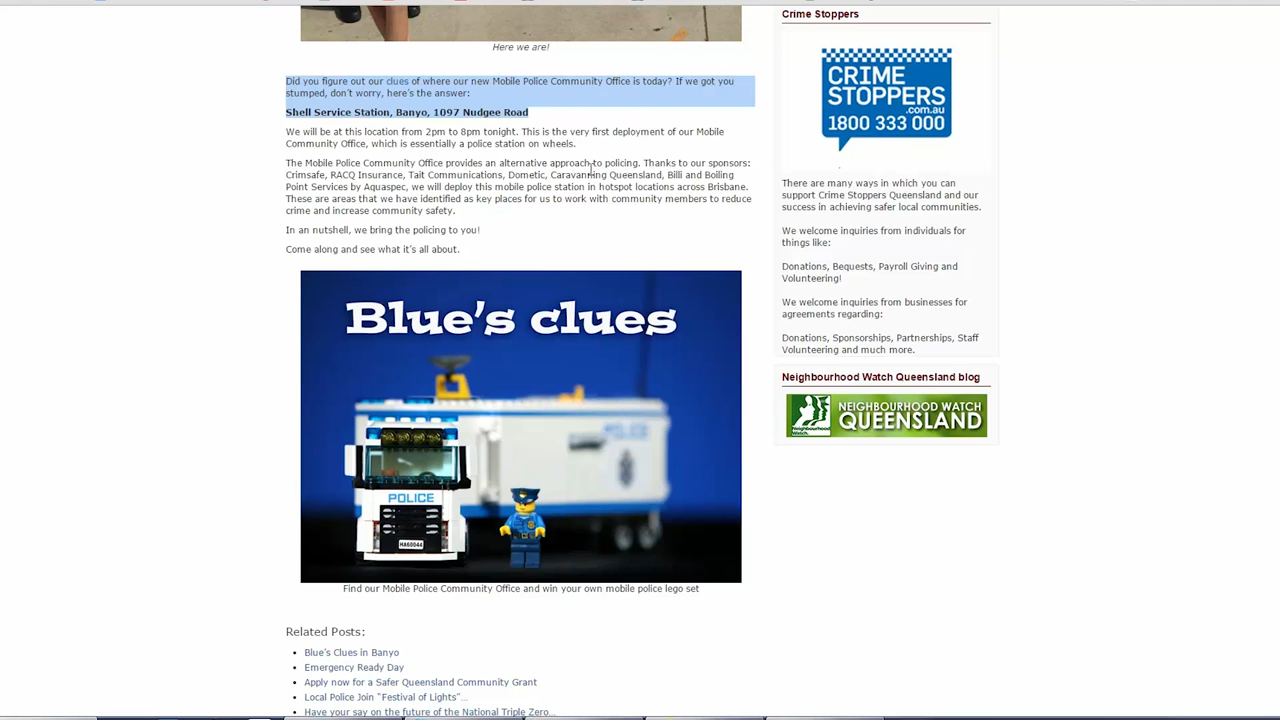 Here we are!
Did you figure out our clues of where our new Mobile Police Community Office is today? If we got you
stumped, don't worry, here's the answer:
Shell Service Station, Banyo, 1097 Nudgee Road
We will be at this location from 2pm to 8pm tonight. This is the very first deployment of our Mobile
Community Office, which is essentially a police station on wheels.
The Mobile Police Community Office provides an alternative approach to policing. Thanks to our sponsors:
Crimsafe, RACQ Insurance, Tait Communications, Dometic, Caravanning Queensland, Billi and Boiling
Point Services by Aquaspec, we will deploy this mobile police station in hotspot locations across Brisbane.
These are areas that we have identified as key places for us to work with community members to reduce
crime and increase community safety.
In an nutshell, we bring the policing to you!
Come along and see what it's all about.
Blue's clues
POLICE
POLICE
HA60044
Find our Mobile Police Community Office and win your own mobile police lego set
Related Posts:
Blue's Clues in Banyo
Emergency Ready Day
Apply now for a Safer Queensland Community Grant
Local Police Join "Festival of Lights"...
Have your say on the future of the National Triple Zero...
Crime Stoppers
CRIME
STOPPERS
.com.au
1800 333 000
There are many ways in which you can
support Crime Stoppers Queensland and our
success in achieving safer local communities.
We welcome inquiries from individuals for
things like:
Donations, Bequests, Payroll Giving and
Volunteering!
We welcome inquiries from businesses for
agreements regarding:
Donations, Sponsorships, Partnerships, Staff
Volunteering and much more.
Neighbourhood Watch Queensland blog
Neighbourhood
Watch
NEIGHBOURHOOD WATCH
QUEENSLAND